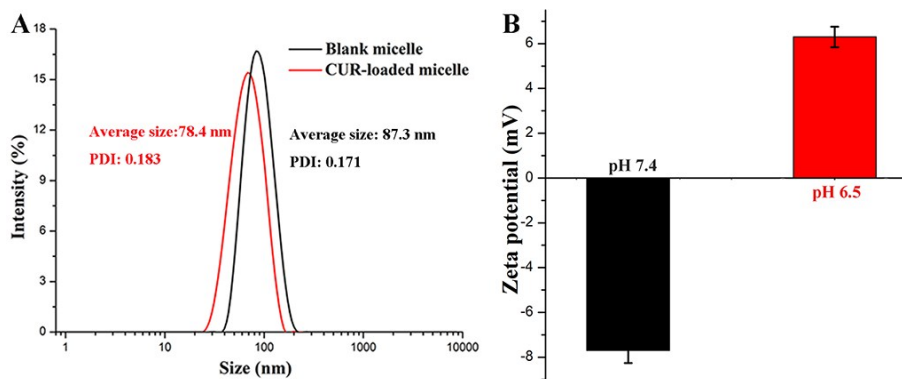 A
18
15
12
9
6
3
0
Intensity (%)
Blank micelle
CUR-loaded micelle
Average size:78.4 nm
PDI: 0.183
Average size: 87.3 nm
PDI: 0.171
1
10
100
1000
10000
Size (nm)
B
6
4
2
0
-2
-4
-6
-8
Zeta potential (mV)
pH 7.4
pH 6.5